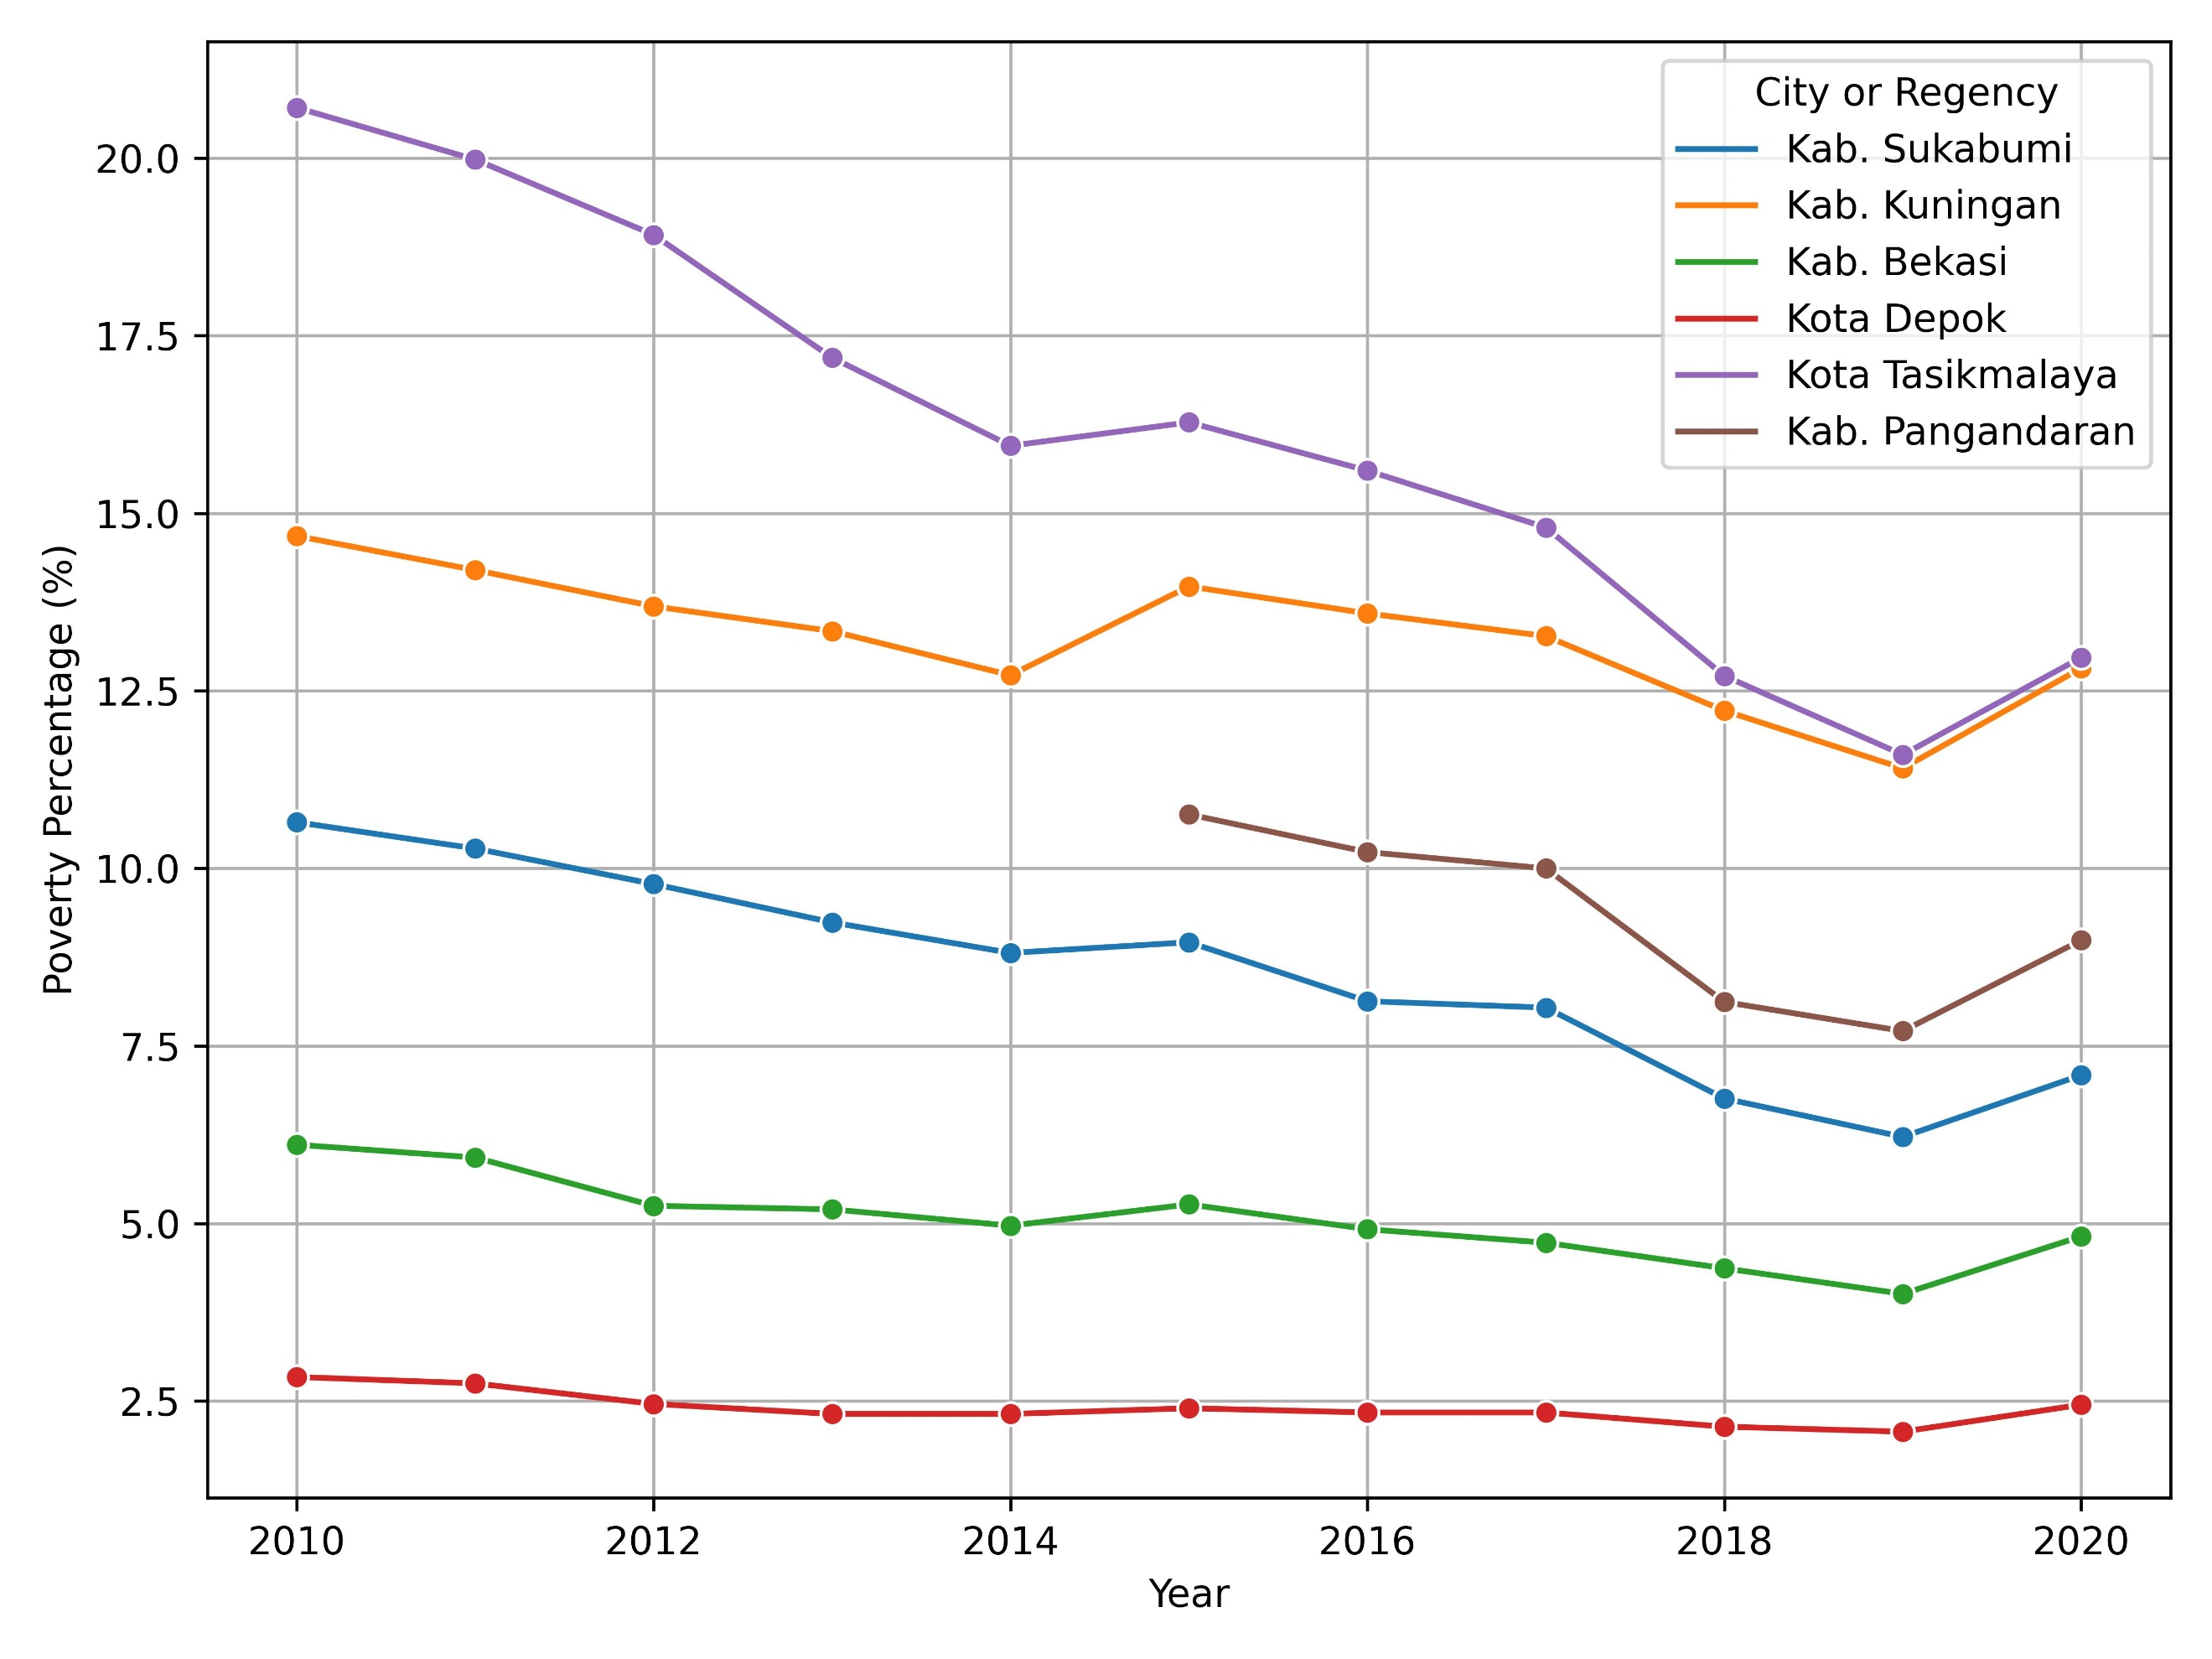 City or Regency
Kab. Sukabumi
Kab. Kuningan
Kab. Bekasi
Kota Depok
Kota Tasikmalaya
Kab. Pangandaran
Poverty Percentage (%)
20.0
17.5
15.0
12.5
10.0
7.5
5.0
2.5
2010 2012 2014 2016 2018 2020
Year